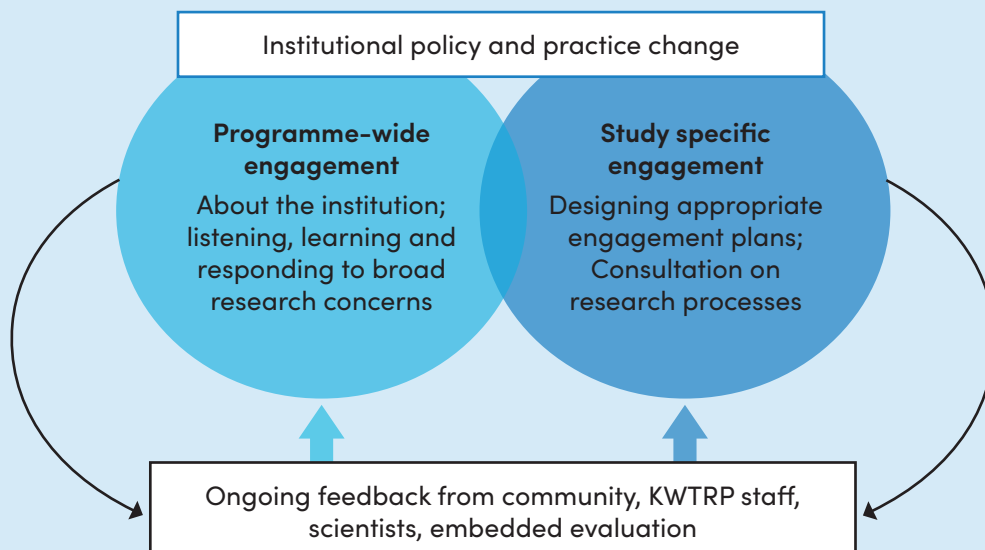 Institutional policy and practice change
Programme-wide
engagement
About the institution;
listening, learning and
responding to broad
research concerns
Study specific
engagement
Designing appropriate
engagement plans;
Consultation on
research processes
Ongoing feedback from community, KWTRP staff,
scientists, embedded evaluation